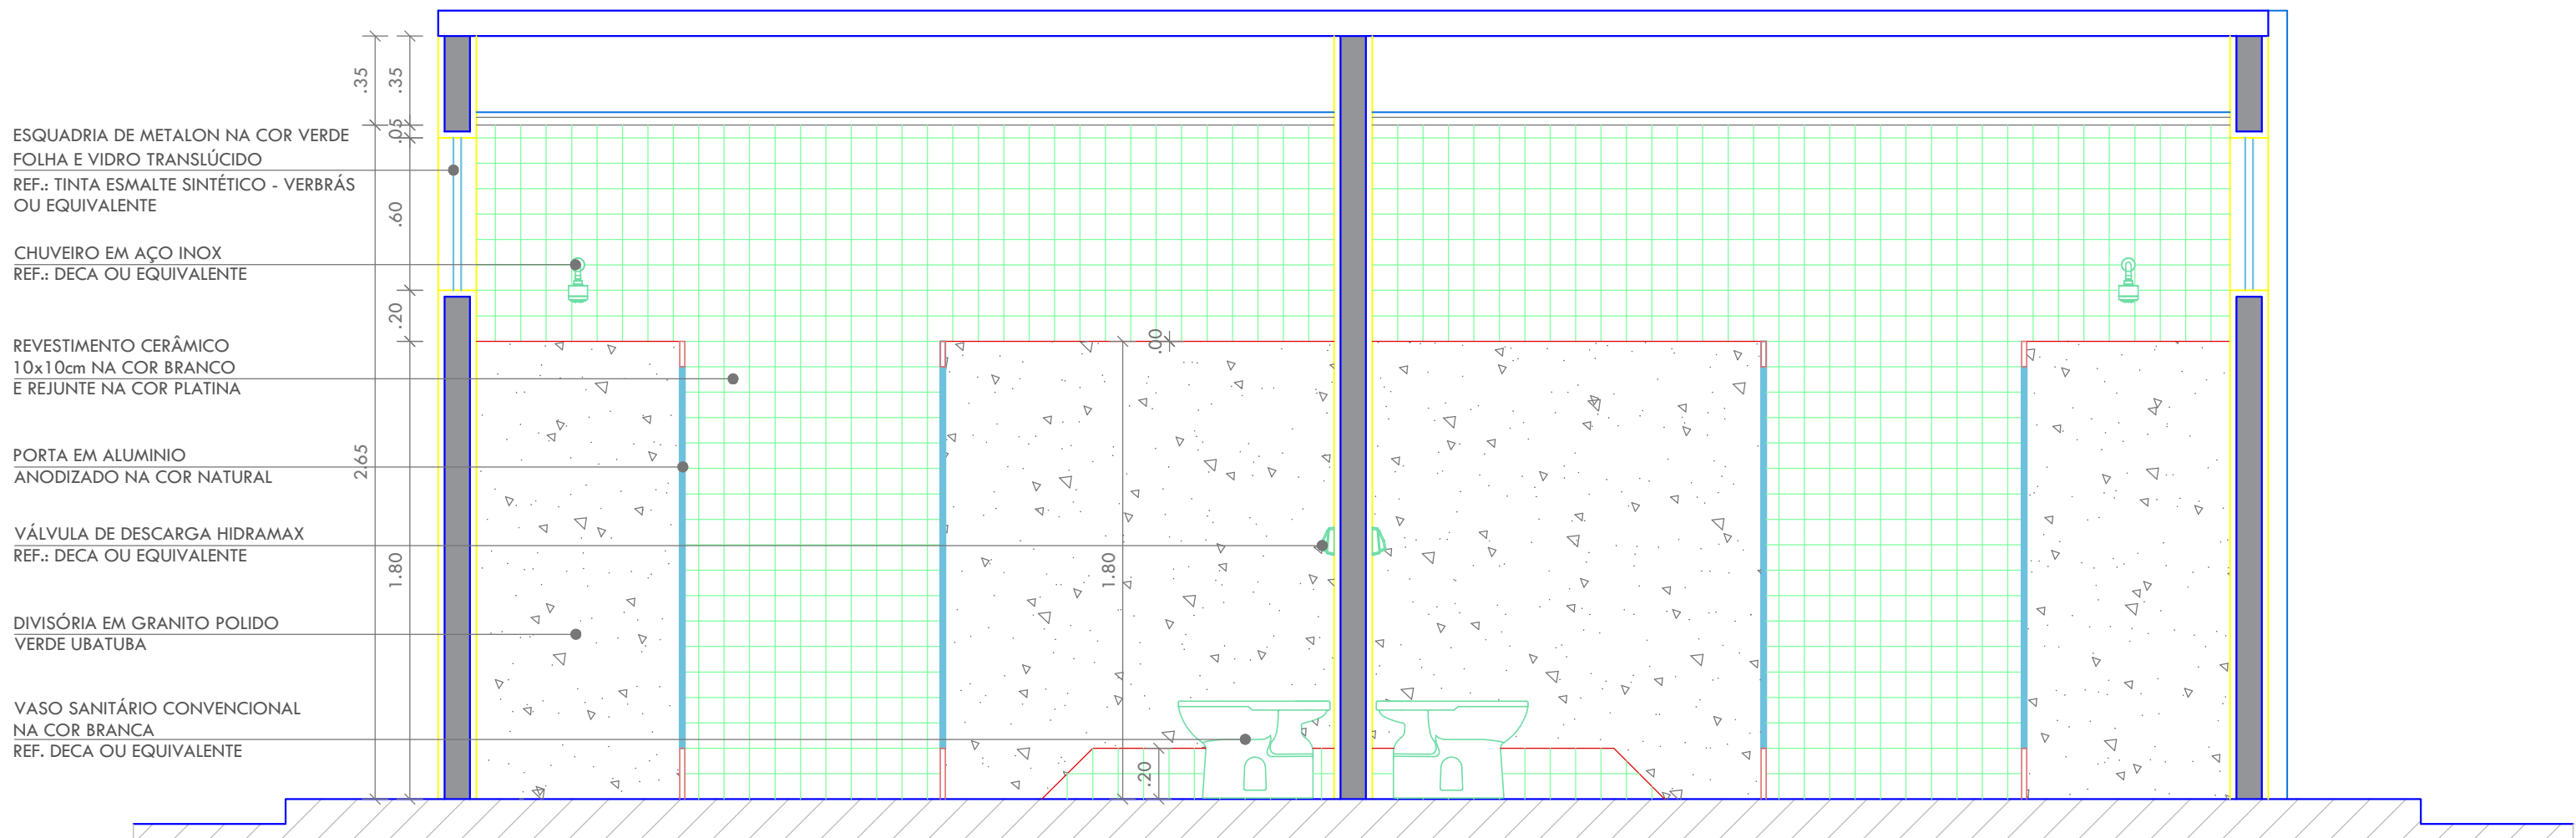 .35
.35
ESQUADRIA DE METALON NA COR VERDE
FOLHA E VIDRO TRANSLÚCIDO
REF.: TINTA ESMALTE SINTÉTICO - VERBRÁS
OU EQUIVALENTE
.05
.60
CHUVEIRO EM AÇO INOX
REF.: DECA OU EQUIVALENTE
.20
REVESTIMENTO CERÂMICO
10x10cm NA COR BRANCO
E REJUNTE NA COR PLATINA
.00
PORTA EM ALUMINIO
ANODIZADO NA COR NATURAL
2.65
VÁLVULA DE DESCARGA HIDRAMAX
REF.: DECA OU EQUIVALENTE
1.80
1.80
DIVISÓRIA EM GRANITO POLIDO
VERDE UBATUBA
VASO SANITÁRIO CONVENCIONAL
NA COR BRANCA
REF. DECA OU EQUIVALENTE
.20